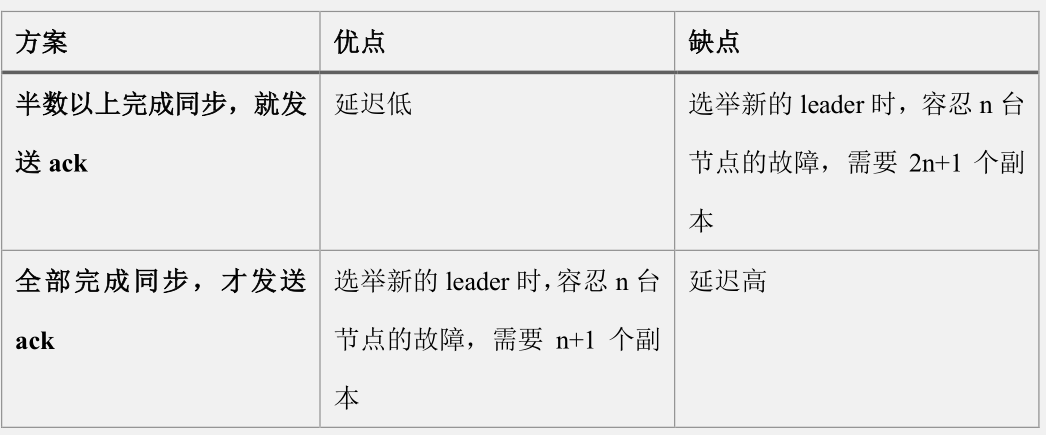 方案
优点
缺点
半数以上完成同步，就发
送 ack
延迟低
选举新的 leader 时，容忍 n 台
节点的故障，需要 2n+1 个副
本
全部完成同步，才发送
ack
选举新的 leader 时，容忍 n 台
节点的故障，需要 n+1 个副
本
延迟高